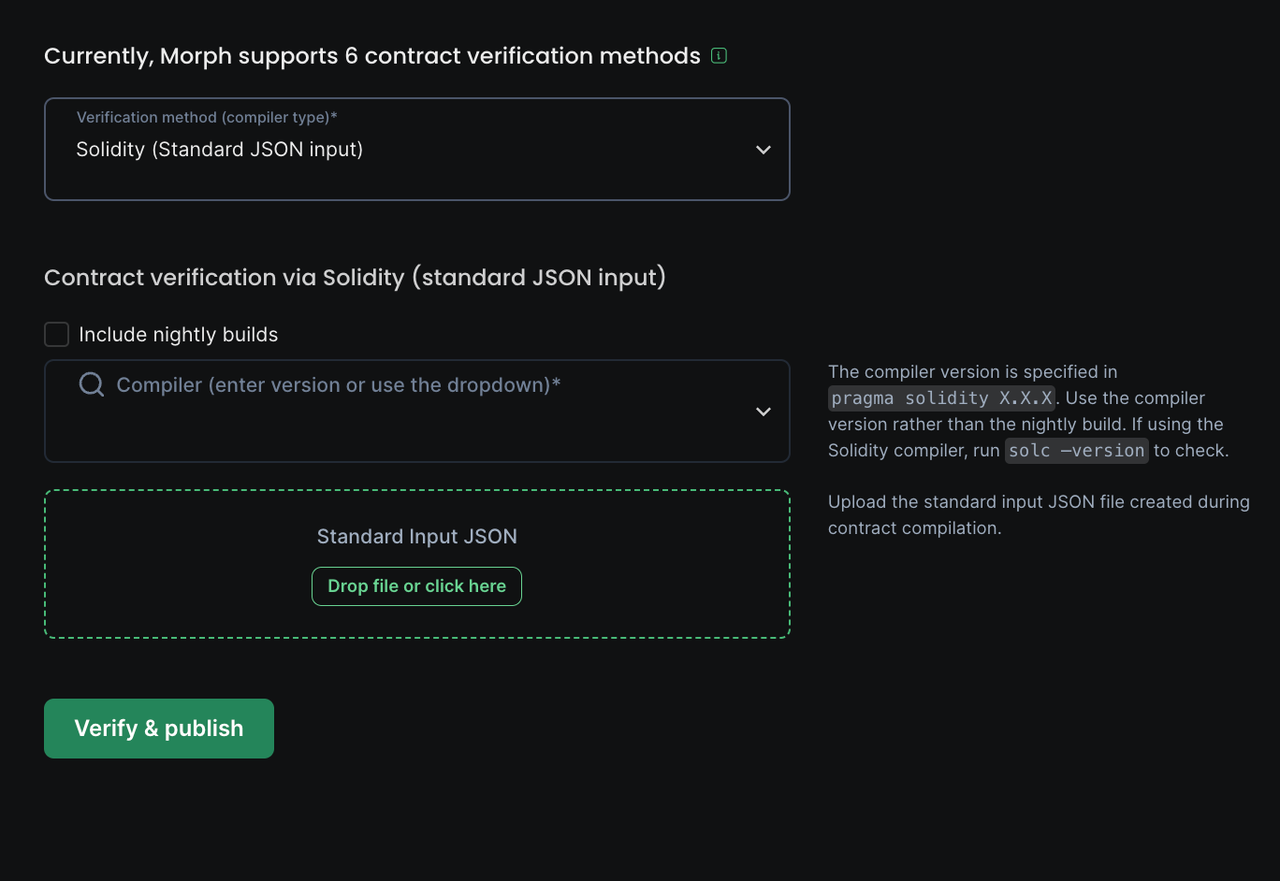 Currently, Morph supports 6 contract verification methods
Verification method (compiler type)*
Solidity (Standard JSON input)
Contract verification via Solidity (standard JSON input)
Include nightly builds
Compiler (enter version or use the dropdown)*
The compiler version is specified in
pragma solidity X.X.X. Use the compiler
version rather than the nightly build. If using the
Solidity compiler, run solc —version to check.
Upload the standard input JSON file created during
contract compilation.
Standard Input JSON
Drop file or click here
Verify & publish